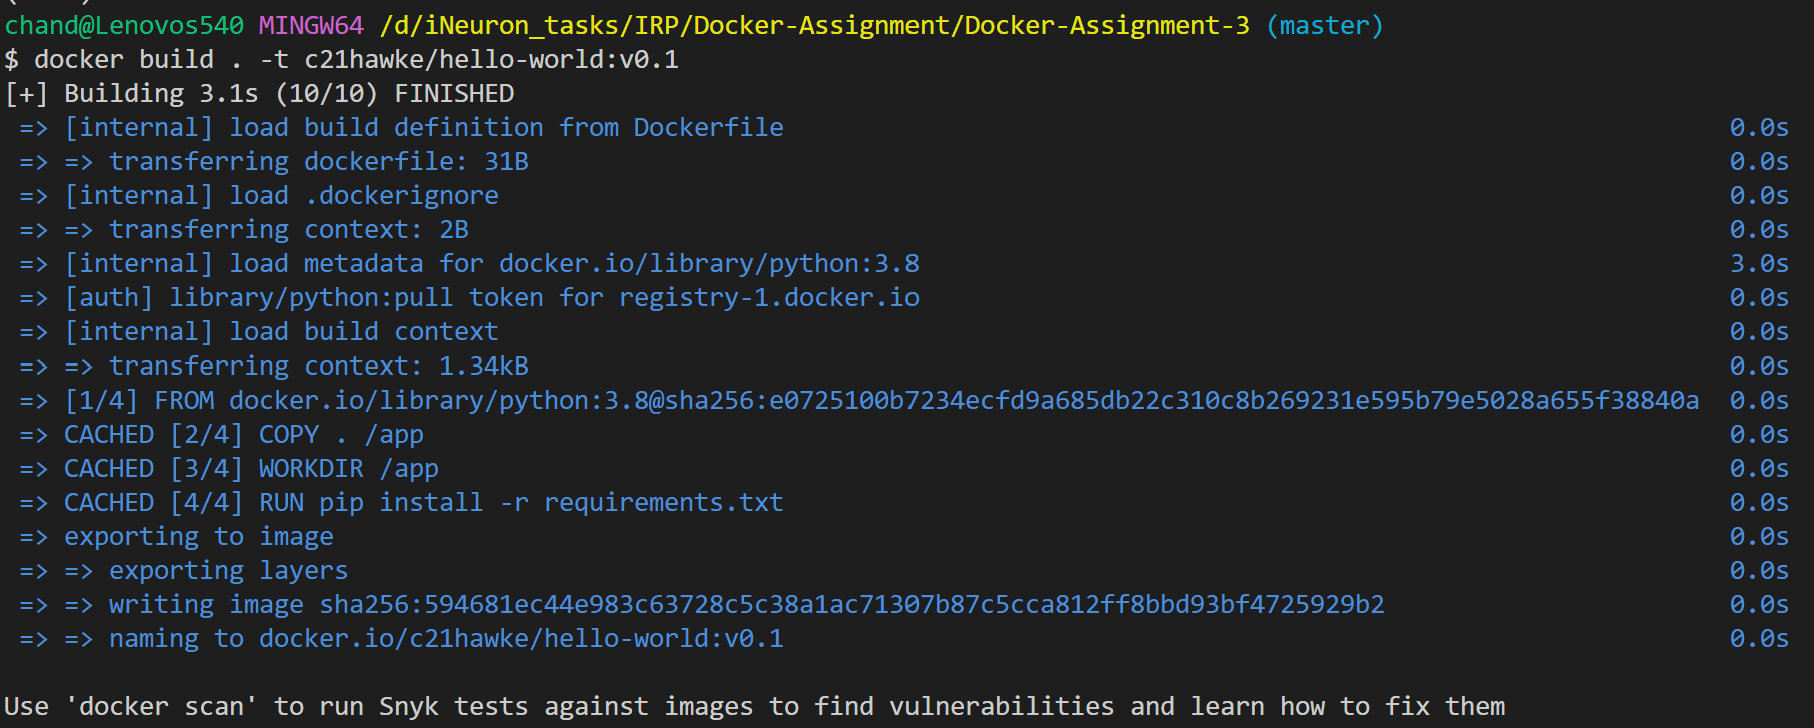 chand@Lenovos540 MINGW64 /d/iNeuron_tasks/IRP/Docker-Assignment/Docker-Assignment-3 (master)
$ docker build . -t c21hawke/hello-world:v0.1
[+] Building 3.1s (10/10) FINISHED
=> [internal] load build definition from Dockerfile 0.0s
=> => transferring dockerfile: 31B 0.0s
=> [internal] load .dockerignore 0.0s
=> => transferring context: 2B 0.0s
=> [internal] load metadata for docker.io/library/python:3.8 3.0s
=> [auth] library/python:pull token for registry-1.docker.io 0.0s
=> [internal] load build context 0.0s
=> => transferring context: 1.34kB 0.0s
=> [1/4] FROM docker.io/library/python:3.8@sha256:e0725100b7234ecfd9a685db22c310c8b269231e595b79e5028a655f38840a 0.0s
=> CACHED [2/4] COPY . /app 0.0s
=> CACHED [3/4] WORKDIR /app 0.0s
=> CACHED [4/4] RUN pip install -r requirements.txt 0.0s
=> exporting to image 0.0s
=> => exporting layers 0.0s
=> => writing image sha256:594681ec44e983c63728c5c38a1ac71307b87c5cca812ff8bbd93bf4725929b2 0.0s
=> => naming to docker.io/c21hawke/hello-world:v0.1 0.0s
Use 'docker scan' to run Snyk tests against images to find vulnerabilities and learn how to fix them